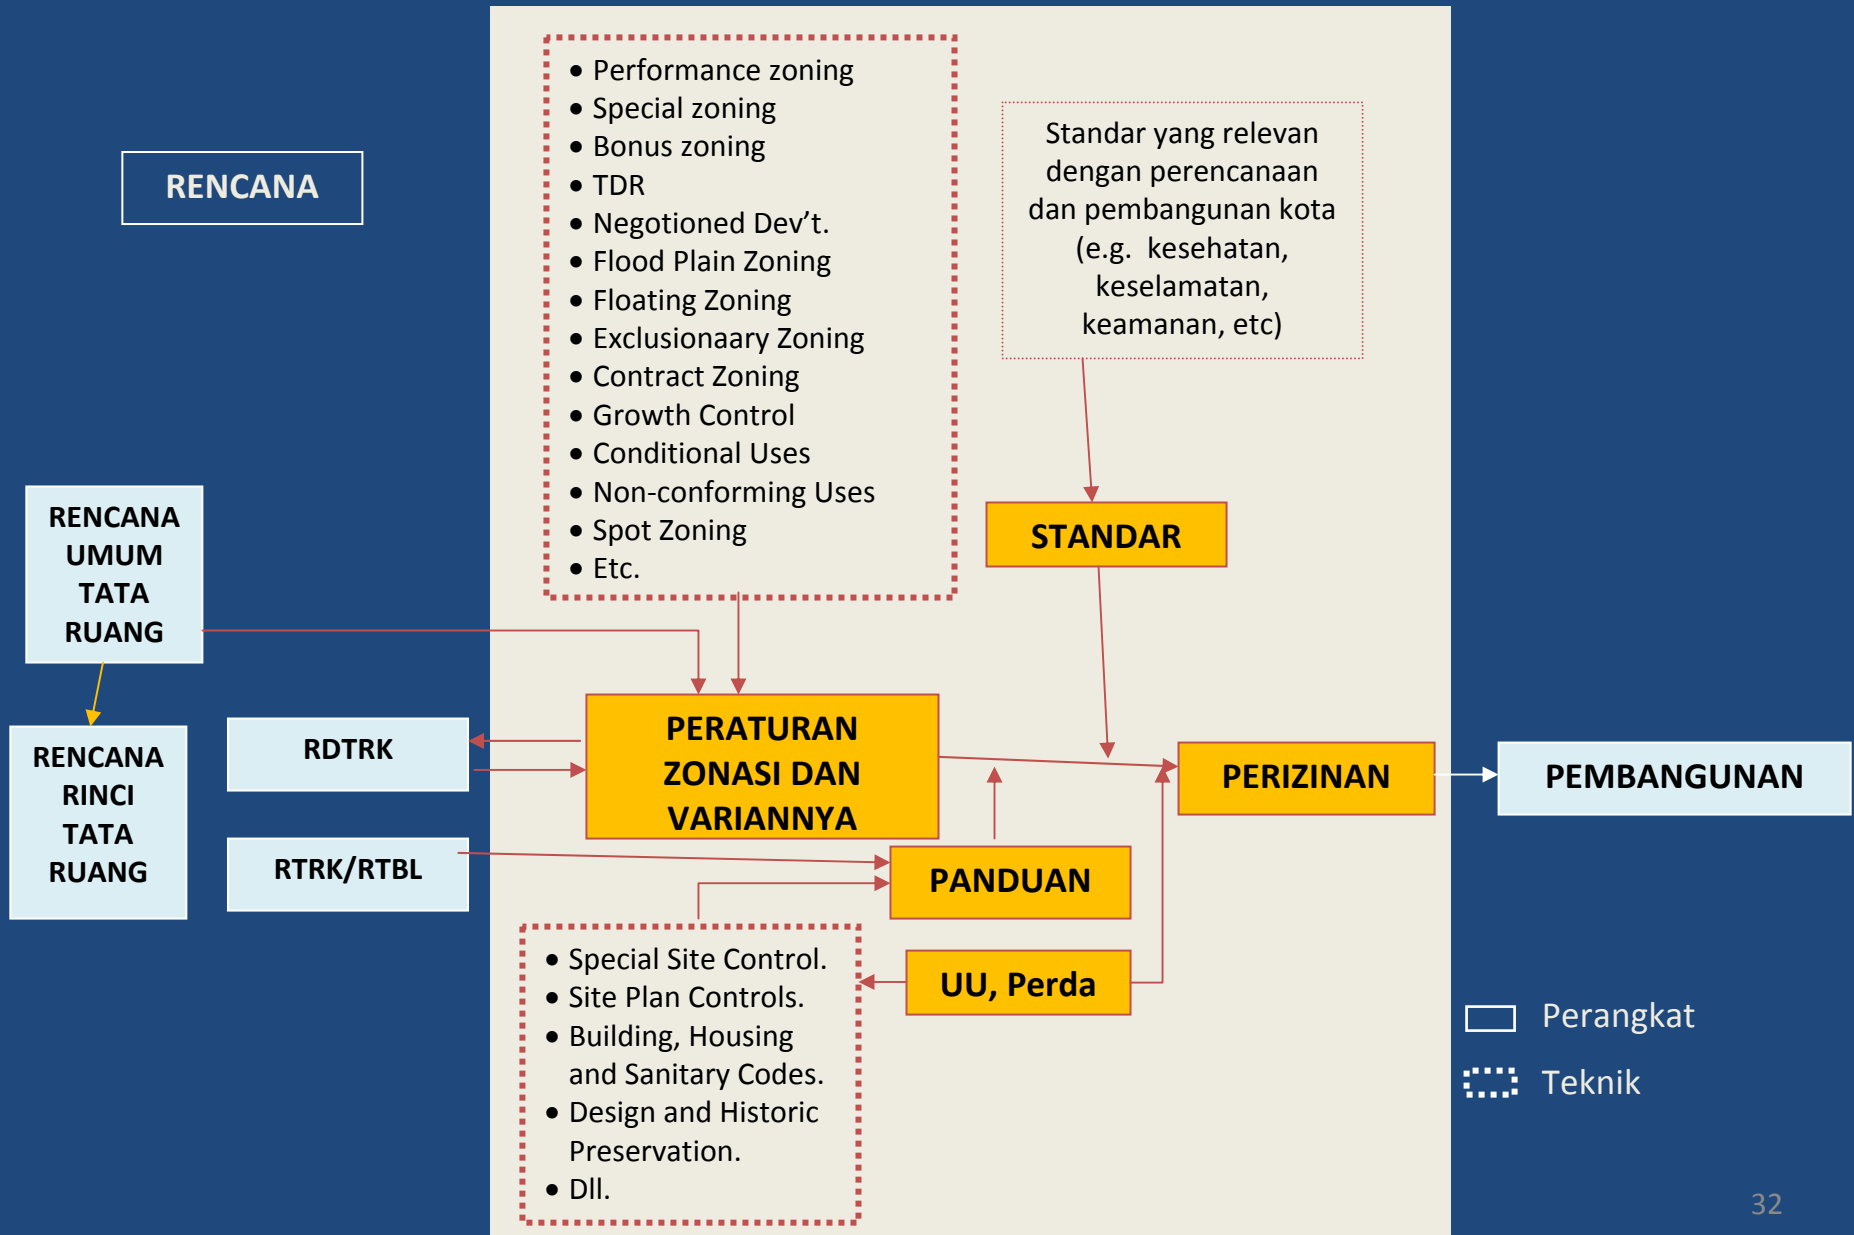 RENCANA
• Performance zoning
• Special zoning
• Bonus zoning
• TDR
• Negotioned Dev’t.
• Flood Plain Zoning
• Floating Zoning
• Exclusionaary Zoning
• Contract Zoning
• Growth Control
• Conditional Uses
• Non-conforming Uses
• Spot Zoning
• Etc.
Standar yang relevan
dengan perencanaan
dan pembangunan kota
(e.g. kesehatan,
keselamatan,
keamanan, etc)
RENCANA
UMUM
TATA
RUANG
STANDAR
RENCANA
RINCI
TATA
RUANG
RDTRK
RTRK/RTBL
PERATURAN
ZONASI DAN
VARIANNYA
PERIZINAN
PEMBANGUNAN
PANDUAN
UU, Perda
• Special Site Control.
• Site Plan Controls.
• Building, Housing
and Sanitary Codes.
• Design and Historic
Preservation.
• Dll.
Perangkat
Teknik
32